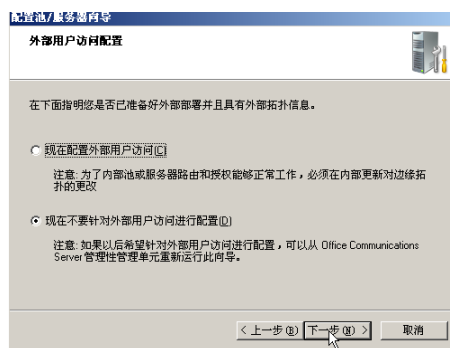 配置池/服务器向导
外部用户访问配置
在下面指明您是否已准备好外部部署并且具有外部拓扑信息。
现在配置外部用户访问(C)
注意: 为了内部池或服务器路由和授权能够正常工作，必须在内部更新对边缘拓
扑的更改
现在不要针对外部用户访问进行配置(D)
注意: 如果以后希望针对外部用户访问进行配置，可以从 Office Communications
Server 管理性管理单元重新运行此向导。
< 上一步(B) 下一步(N) > 取消